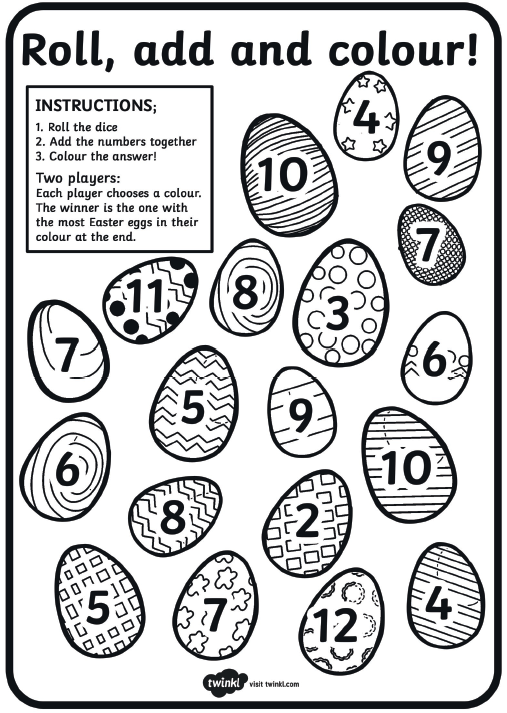 Roll, add and colour!
INSTRUCTIONS;
1. Roll the dice
2. Add the numbers together
3. Colour the answer!
Two players:
Each player chooses a colour.
The winner is the one with
the most Easter eggs in their
colour at the end.
4
10
9
7
11
8
3
7
6
5
9
10
6
8
2
5
7
12
4
twinkl visit twinkl.com